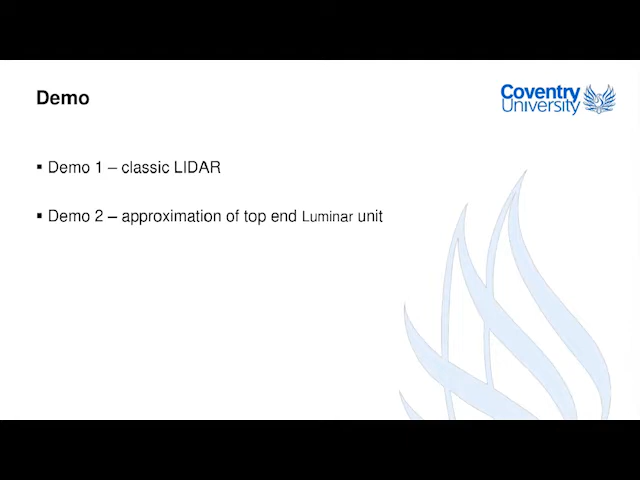 Demo
Coventry
University
▪ Demo 1 – classic LIDAR
▪ Demo 2 – approximation of top end Luminar unit